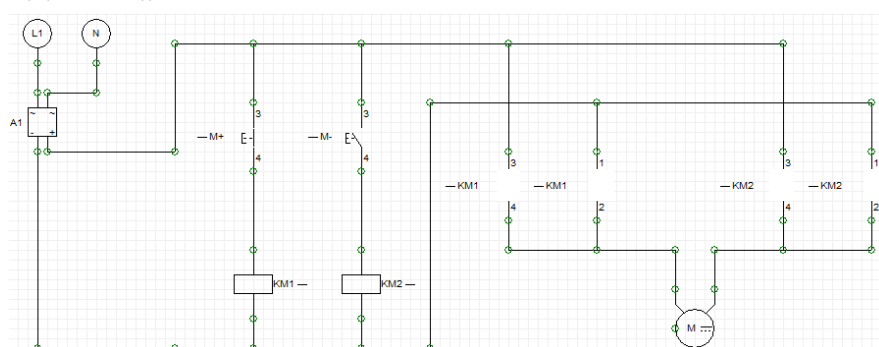 L1 N
A1
~ ~
- +
3 3
— M+ E- — M- E-
4 4
3 1 3 1
— KM1 — KM1 — KM2 — KM2
4 2 4 2
KM1 — KM2 —
M